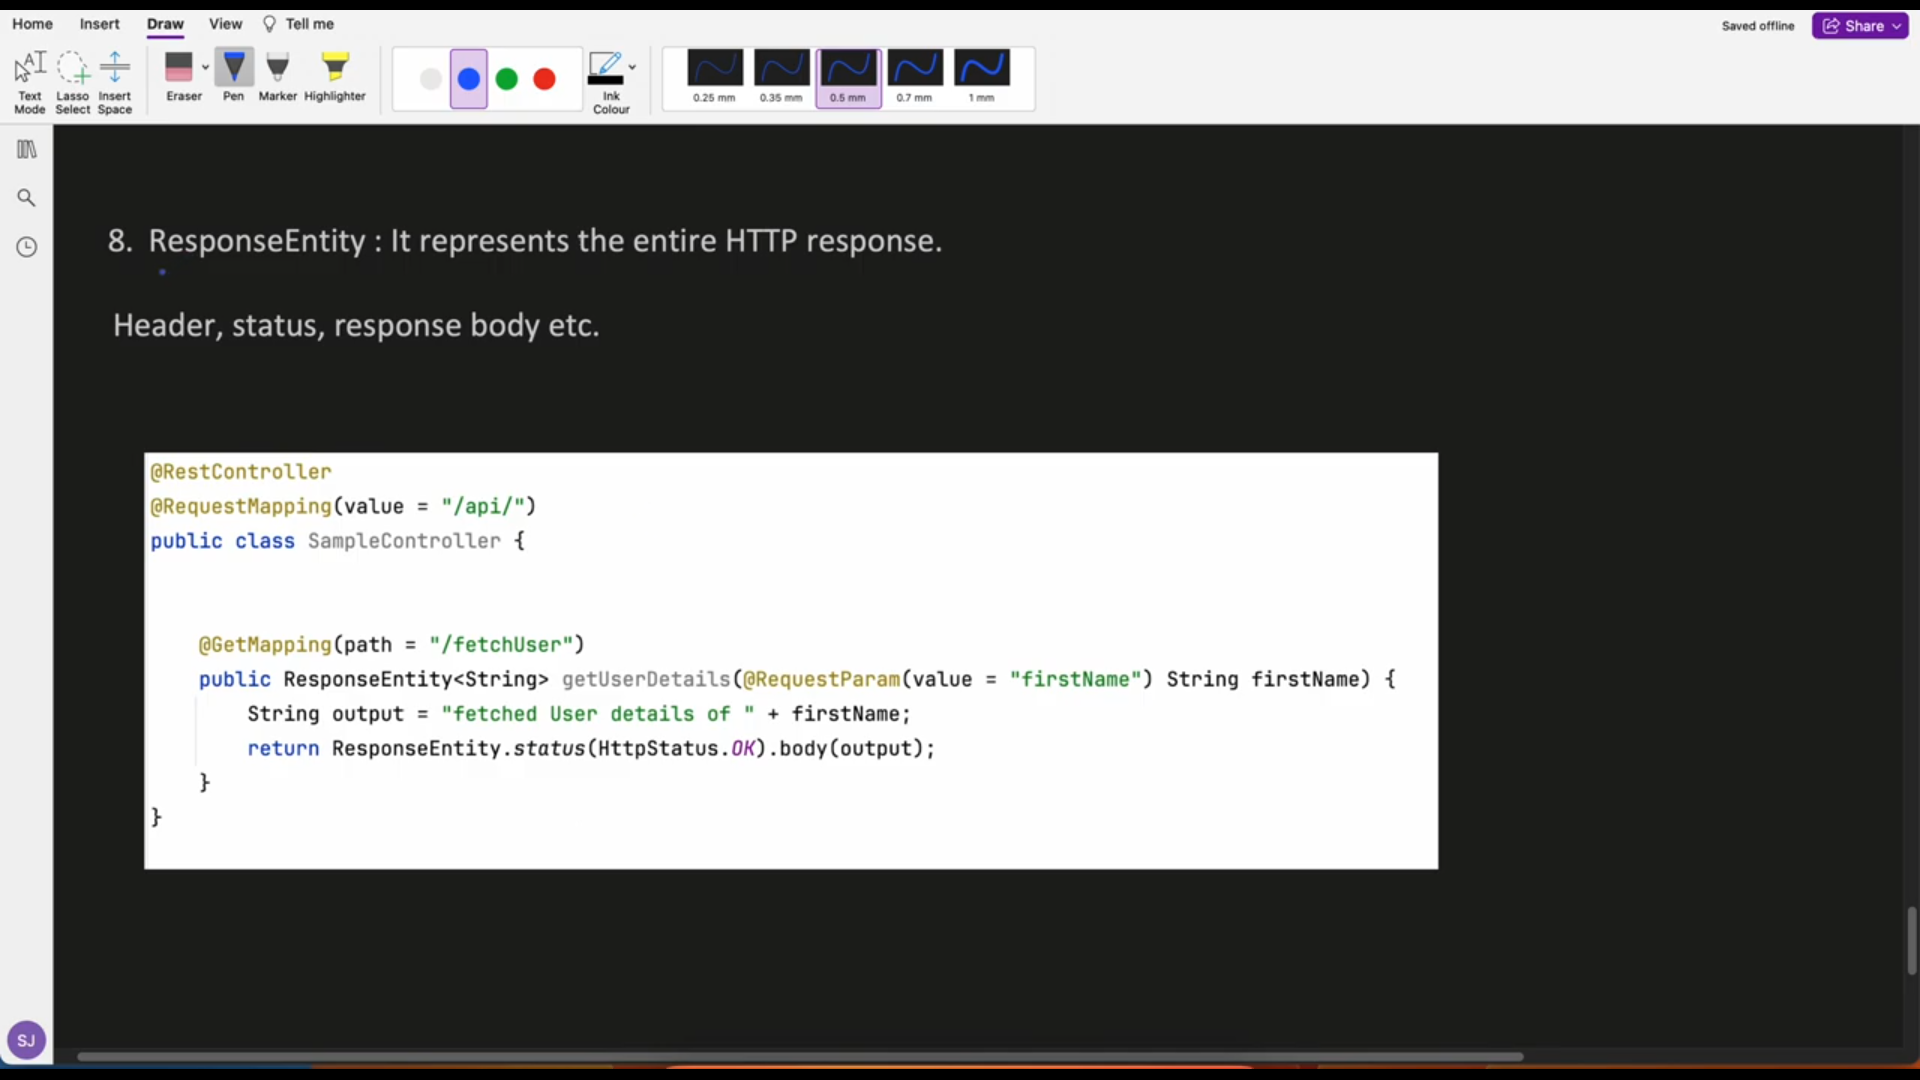 Home Insert Draw View Tell me
Saved offline Share
Text Mode Lasso Select Insert Space Eraser Pen Marker Highlighter Ink Colour 0.25 mm 0.35 mm 0.5 mm 0.7 mm 1 mm
8. ResponseEntity : It represents the entire HTTP response.
Header, status, response body etc.
@RestController
@RequestMapping(value = "/api/")
public class SampleController {
@GetMapping(path = "/fetchUser")
public ResponseEntity<String> getUserDetails(@RequestParam(value = "firstName") String firstName) {
String output = "fetched User details of " + firstName;
return ResponseEntity.status(HttpStatus.OK).body(output);
}
}
SJ